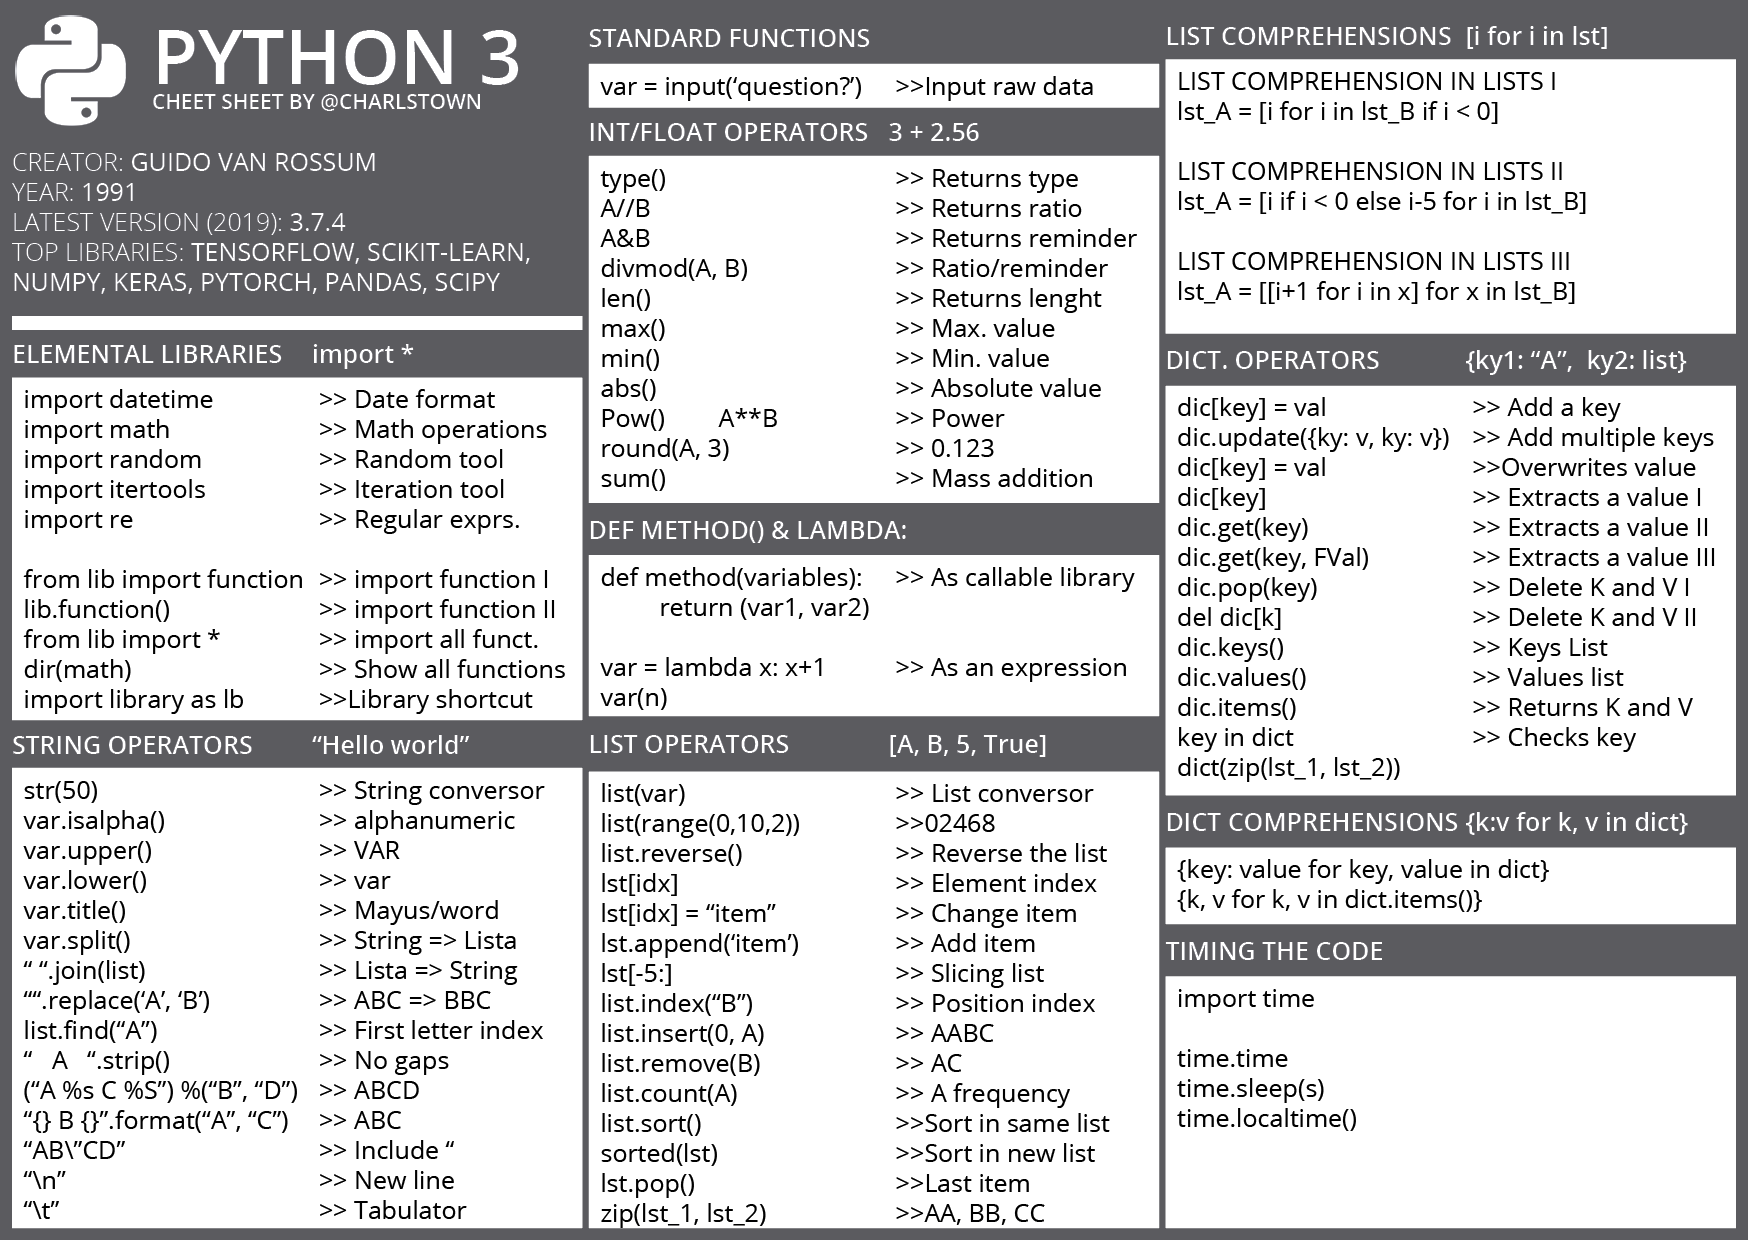 PYTHON 3
CHEET SHEET BY @CHARLSTOWN
CREATOR: GUIDO VAN ROSSUM
YEAR: 1991
LATEST VERSION (2019): 3.7.4
TOP LIBRARIES: TENSORFLOW, SCIKIT-LEARN,
NUMPY, KERAS, PYTORCH, PANDAS, SCIPY
ELEMENTAL LIBRARIES import *
import datetime >> Date format
import math >> Math operations
import random >> Random tool
import itertools >> Iteration tool
import re >> Regular exprs.
from lib import function >> import function I
lib.function() >> import function II
from lib import * >> import all funct.
dir(math) >> Show all functions
import library as lb >>Library shortcut
STRING OPERATORS “Hello world”
str(50) >> String conversor
var.isalpha() >> alphanumeric
var.upper() >> VAR
var.lower() >> var
var.title() >> Mayus/word
var.split() >> String => Lista
“ “.join(list) >> Lista => String
““.replace(‘A’, ‘B’) >> ABC => BBC
list.find(“A”) >> First letter index
“ A “.strip() >> No gaps
(“A %s C %S”) %(“B”, “D”) >> ABCD
“{} B {}”.format(“A”, “C”) >> ABC
“AB\”CD” >> Include “
“\n” >> New line
“\t” >> Tabulator
STANDARD FUNCTIONS
var = input(‘question?’) >>Input raw data
INT/FLOAT OPERATORS 3 + 2.56
type() >> Returns type
A//B >> Returns ratio
A&B >> Returns reminder
divmod(A, B) >> Ratio/reminder
len() >> Returns lenght
max() >> Max. value
min() >> Min. value
abs() >> Absolute value
Pow() A**B >> Power
round(A, 3) >> 0.123
sum() >> Mass addition
DEF METHOD() & LAMBDA:
def method(variables): >> As callable library
return (var1, var2)
var = lambda x: x+1 >> As an expression
var(n)
LIST OPERATORS [A, B, 5, True]
list(var) >> List conversor
list(range(0,10,2)) >>02468
list.reverse() >> Reverse the list
lst[idx] >> Element index
lst[idx] = “item” >> Change item
lst.append(‘item’) >> Add item
lst[-5:] >> Slicing list
list.index(“B”) >> Position index
list.insert(0, A) >> AABC
list.remove(B) >> AC
list.count(A) >> A frequency
list.sort() >>Sort in same list
sorted(lst) >>Sort in new list
lst.pop() >>Last item
zip(lst_1, lst_2) >>AA, BB, CC
LIST COMPREHENSIONS [i for i in lst]
LIST COMPREHENSION IN LISTS I
lst_A = [i for i in lst_B if i < 0]
LIST COMPREHENSION IN LISTS II
lst_A = [i if i < 0 else i-5 for i in lst_B]
LIST COMPREHENSION IN LISTS III
lst_A = [[i+1 for i in x] for x in lst_B]
DICT. OPERATORS {ky1: “A”, ky2: list}
dic[key] = val >> Add a key
dic.update({ky: v, ky: v}) >> Add multiple keys
dic[key] = val >>Overwrites value
dic[key] >> Extracts a value I
dic.get(key) >> Extracts a value II
dic.get(key, FVal) >> Extracts a value III
dic.pop(key) >> Delete K and V I
del dic[k] >> Delete K and V II
dic.keys() >> Keys List
dic.values() >> Values list
dic.items() >> Returns K and V
key in dict >> Checks key
dict(zip(lst_1, lst_2))
DICT COMPREHENSIONS {k:v for k, v in dict}
{key: value for key, value in dict}
{k, v for k, v in dict.items()}
TIMING THE CODE
import time
time.time
time.sleep(s)
time.localtime()